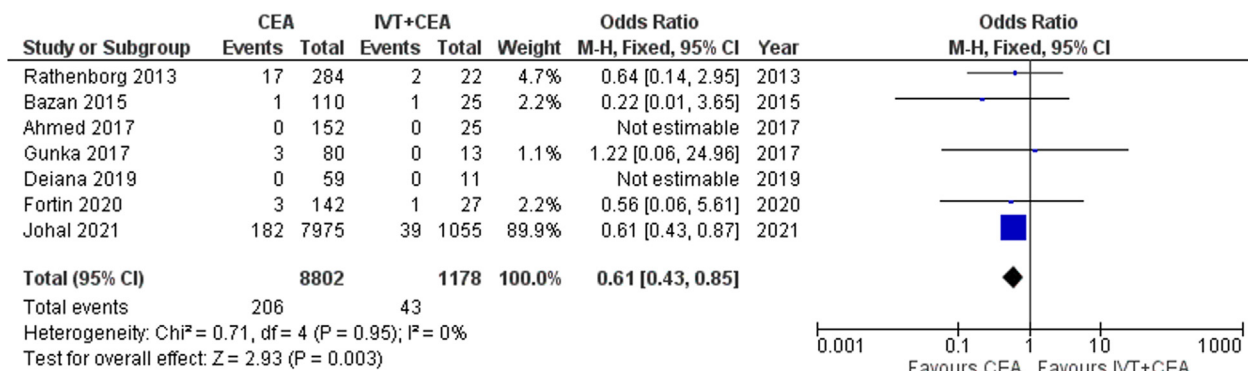 CEA IVT+CEA Odds Ratio Odds Ratio
Study or Subgroup Events Total Events Total Weight M-H, Fixed, 95% CI Year M-H, Fixed, 95% CI
Rathenborg 2013 17 284 2 22 4.7% 0.64 [0.14, 2.95] 2013
Bazan 2015 1 110 1 25 2.2% 0.22 [0.01, 3.65] 2015
Ahmed 2017 0 152 0 25 Not estimable 2017
Gunka 2017 3 80 0 13 1.1% 1.22 [0.06, 24.96] 2017
Deiana 2019 0 59 0 11 Not estimable 2019
Fortin 2020 3 142 1 27 2.2% 0.56 [0.06, 5.61] 2020
Johal 2021 182 7975 39 1055 89.9% 0.61 [0.43, 0.87] 2021
Total (95% CI) 8802 1178 100.0% 0.61 [0.43, 0.85]
Total events 206 43
Heterogeneity: Chi² = 0.71, df = 4 (P = 0.95); I² = 0%
Test for overall effect: Z = 2.93 (P = 0.003)
0.001 0.1 1 10 1000
Favours CEA Favours IVT+CEA